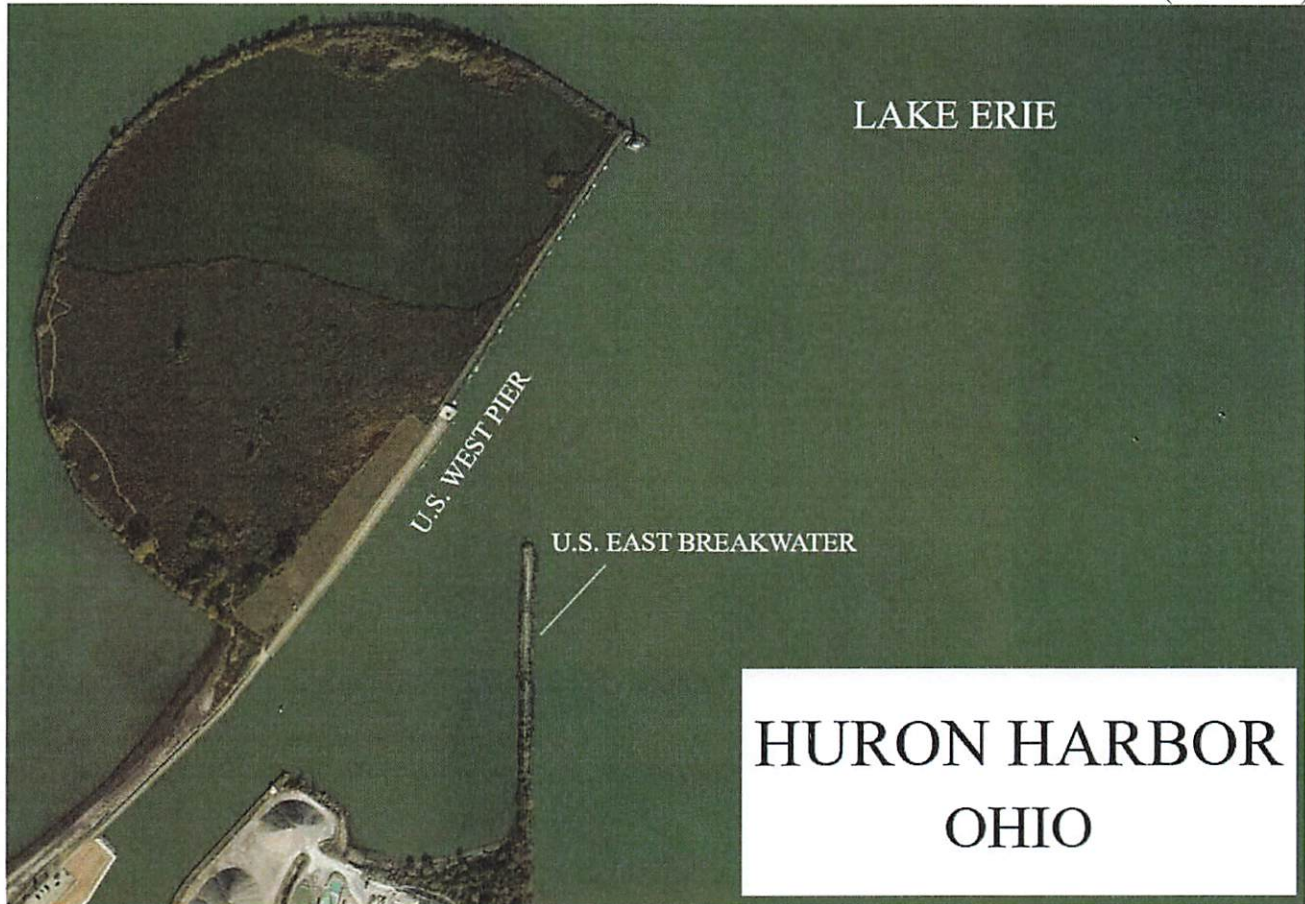 LAKE ERIE
U.S. WEST PIER
U.S. EAST BREAKWATER
HURON HARBOR
OHIO